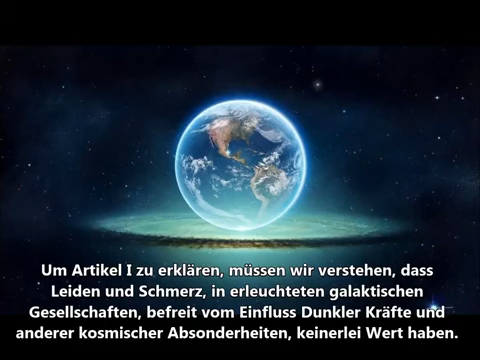 Um Artikel I zu erklären, müssen wir verstehen, dass
Leiden und Schmerz, in erleuchteten galaktischen
Gesellschaften, befreit vom Einfluss Dunkler Kräfte und
anderer kosmischer Absonderheiten, keinerlei Wert haben.